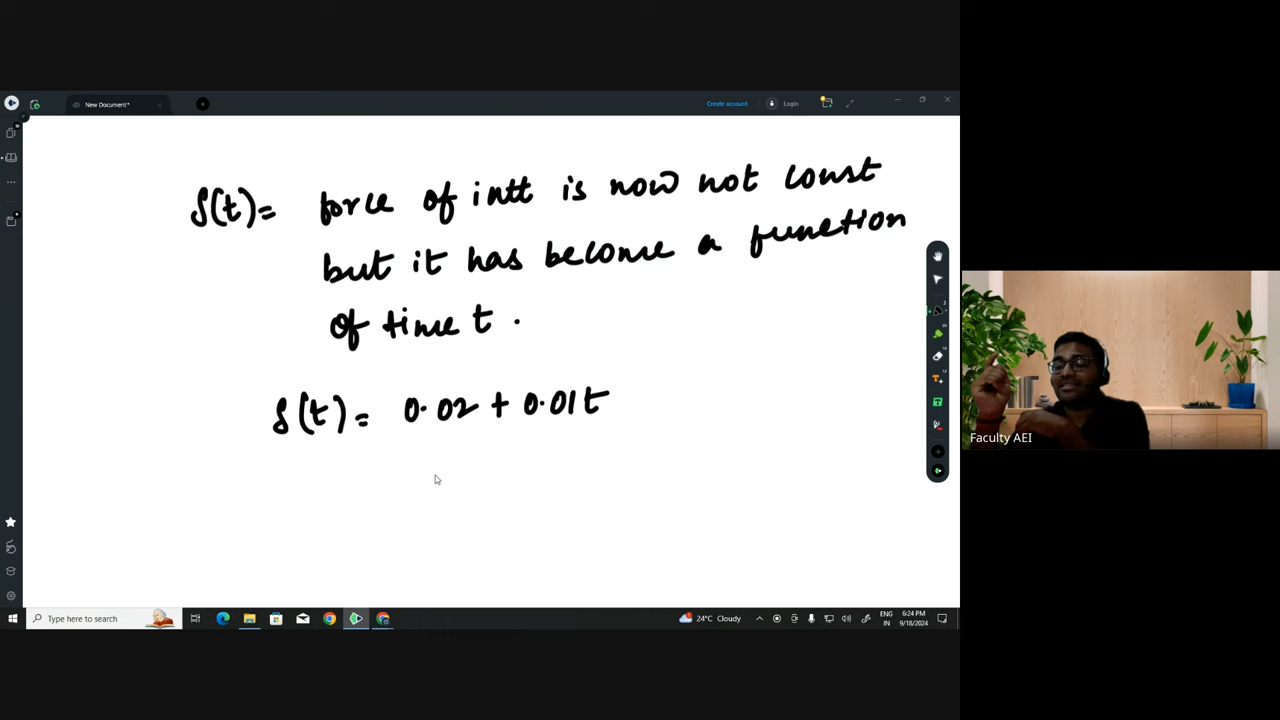 New Document*
Create account
Login
δ(t)= force of intt is now not const
but it has become a function
of time t .
δ(t)= 0.02 + 0.01t
Faculty AEI
Type here to search
24°C Cloudy
ENG
IN
6:24 PM
9/18/2024